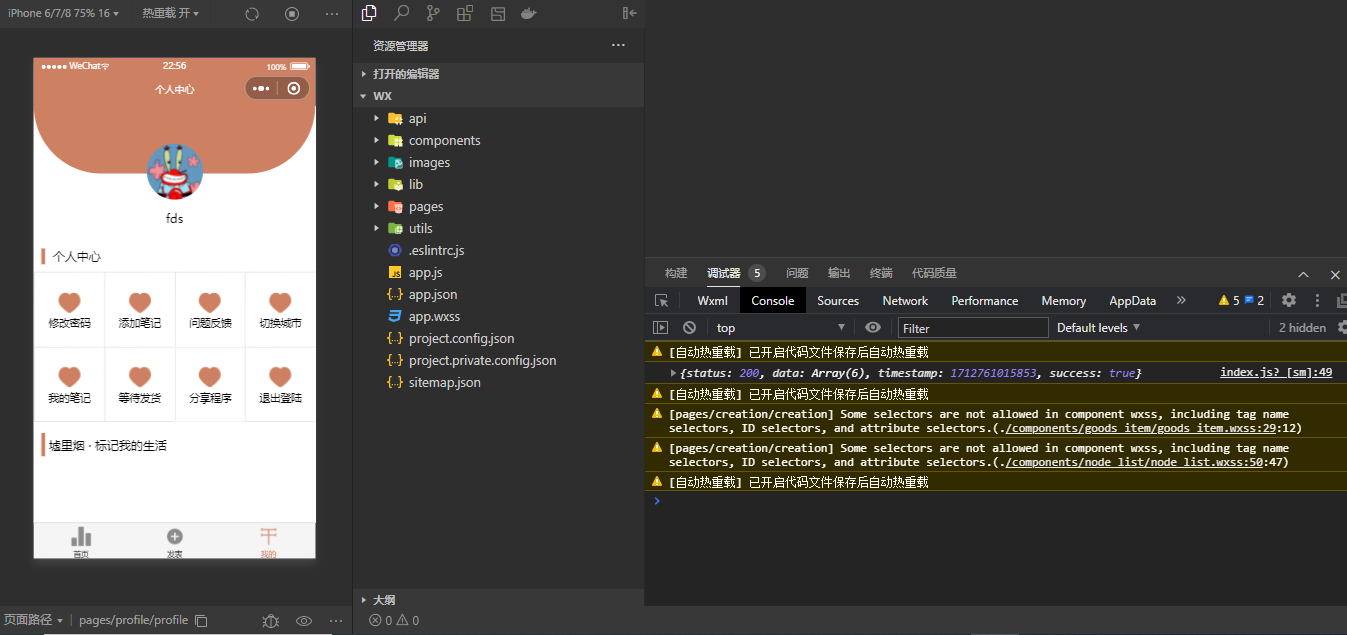 iPhone 6/7/8 75% 16
热重载 开
WeChat
22:56
100%
个人中心
fds
个人中心
修改密码
添加笔记
问题反馈
切换城市
我的笔记
等待发货
分享程序
退出登陆
墟里烟 · 标记我的生活
首页
发表
我的
页面路径
pages/profile/profile
资源管理器
打开的编辑器
WX
api
components
images
lib
pages
utils
.eslintrc.js
app.js
app.json
app.wxss
project.config.json
project.private.config.json
sitemap.json
大纲
0 0
构建 调试器 5 问题 输出 终端 代码质量
Wxml Console Sources Network Performance Memory AppData » 5 2
top Filter Default levels 2 hidden
[自动热重载] 已开启代码文件保存后自动热重载
{status: 200, data: Array(6), timestamp: 1712761015853, success: true} index.js? [sm]:49
[自动热重载] 已开启代码文件保存后自动热重载
[pages/creation/creation] Some selectors are not allowed in component wxss, including tag name
selectors, ID selectors, and attribute selectors.(./components/goods_item/goods_item.wxss:29:12)
[pages/creation/creation] Some selectors are not allowed in component wxss, including tag name
selectors, ID selectors, and attribute selectors.(./components/node_list/node_list.wxss:50:47)
[自动热重载] 已开启代码文件保存后自动热重载